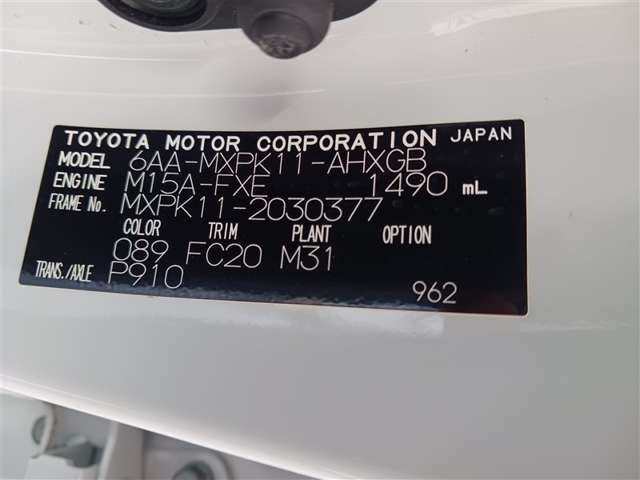 TOYOTA MOTOR CORPORATION JAPAN
MODEL 6AA-MXPK11-AHXGB
ENGINE M15A-FXE 1490 mL
FRAME No. MXPK11-2030377
COLOR TRIM PLANT OPTION
089 FC20 M31
TRANS./AXLE P910
962